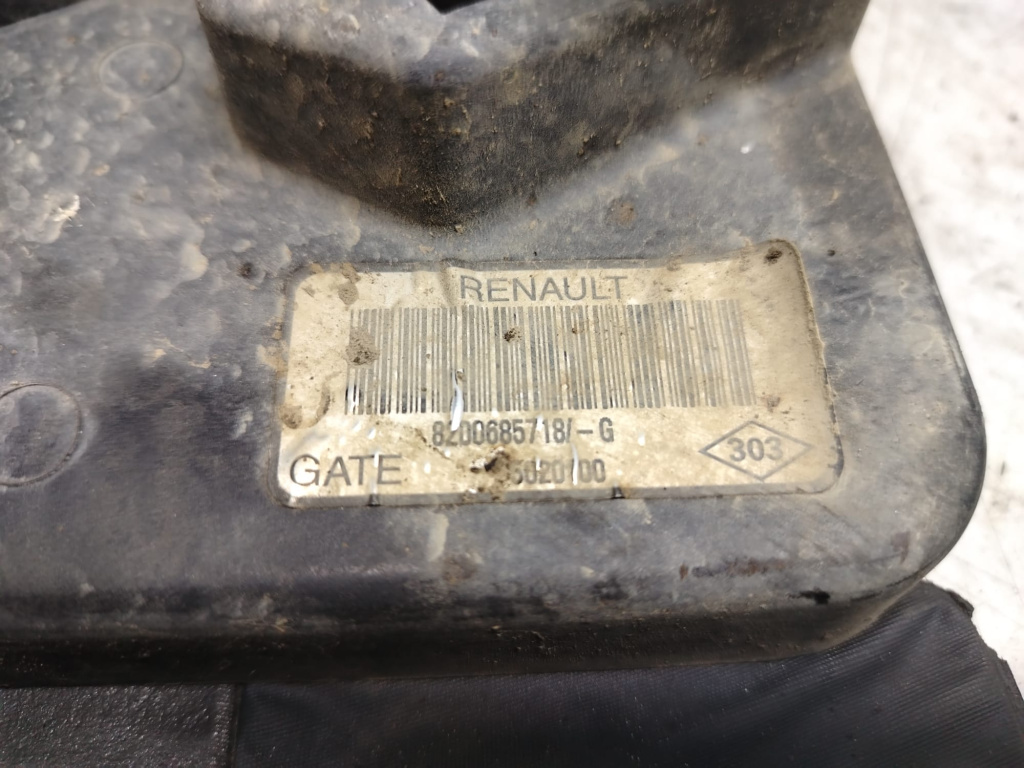 RENAULT
8200685718/-G
GATE
303